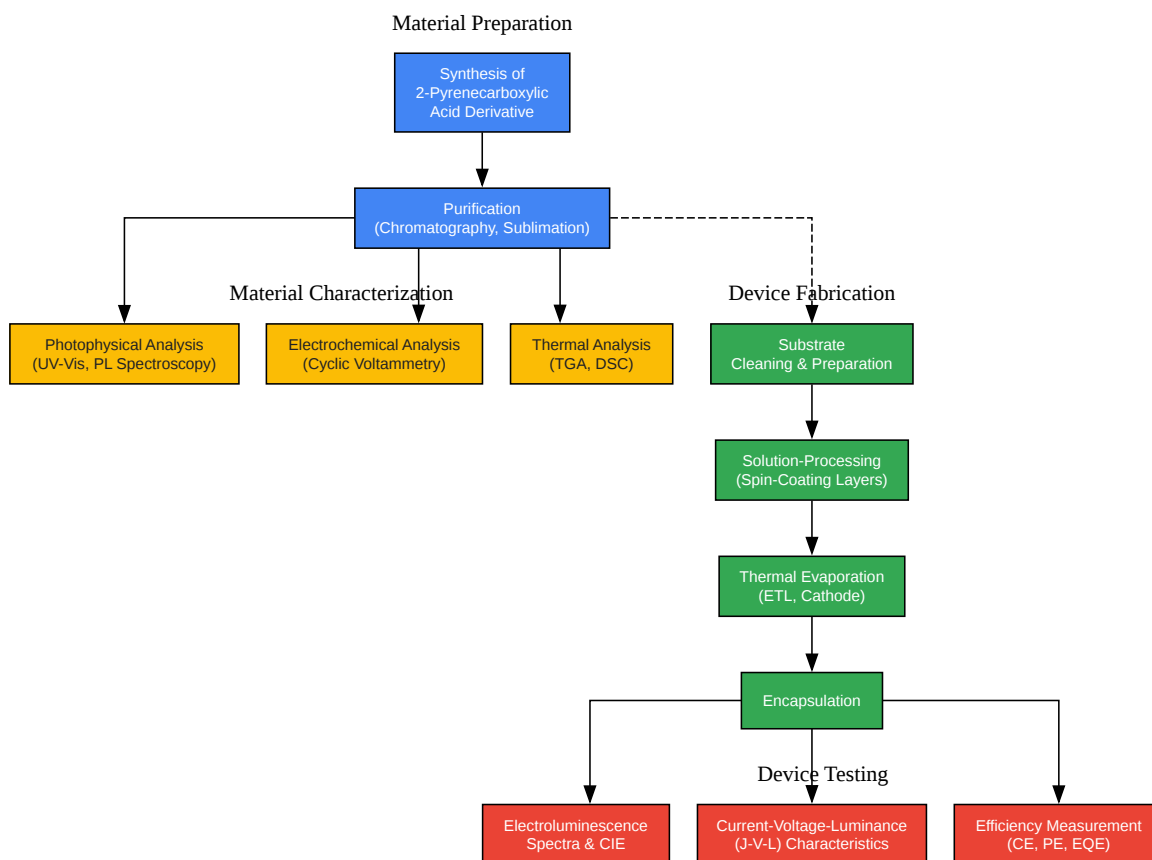 Material Preparation
Synthesis of
2-Pyrenecarboxylic
Acid Derivative
Purification
(Chromatography, Sublimation)
Material Characterization
Device Fabrication
Photophysical Analysis
(UV-Vis, PL Spectroscopy)
Electrochemical Analysis
(Cyclic Voltammetry)
Thermal Analysis
(TGA, DSC)
Substrate
Cleaning & Preparation
Solution-Processing
(Spin-Coating Layers)
Thermal Evaporation
(ETL, Cathode)
Encapsulation
Device Testing
Electroluminescence
Spectra & CIE
Current-Voltage-Luminance
(J-V-L) Characteristics
Efficiency Measurement
(CE, PE, EQE)